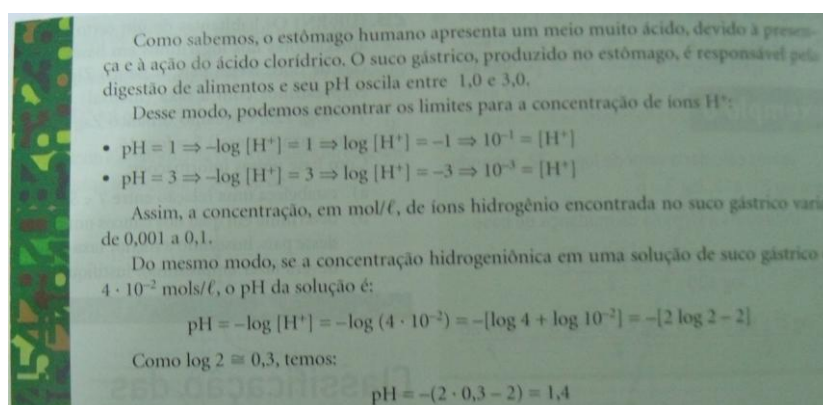 Como sabemos, o estômago humano apresenta um meio muito ácido, devido à presen-
ça e à ação do ácido clorídrico. O suco gástrico, produzido no estômago, é responsável pela
digestão de alimentos e seu pH oscila entre 1,0 e 3,0.
Desse modo, podemos encontrar os limites para a concentração de íons H⁺:
• pH = 1 ⇒ –log [H⁺] = 1 ⇒ log [H⁺] = –1 ⇒ 10⁻¹ = [H⁺]
• pH = 3 ⇒ –log [H⁺] = 3 ⇒ log [H⁺] = –3 ⇒ 10⁻³ = [H⁺]
Assim, a concentração, em mol/ℓ, de íons hidrogênio encontrada no suco gástrico vari
de 0,001 a 0,1.
Do mesmo modo, se a concentração hidrogeniônica em uma solução de suco gástrico
4 · 10⁻² mols/ℓ, o pH da solução é:
pH = –log [H⁺] = –log (4 · 10⁻²) = –[log 4 + log 10⁻²] = –[2 log 2 – 2]
Como log 2 ≅ 0,3, temos:
pH = –(2 · 0,3 – 2) = 1,4